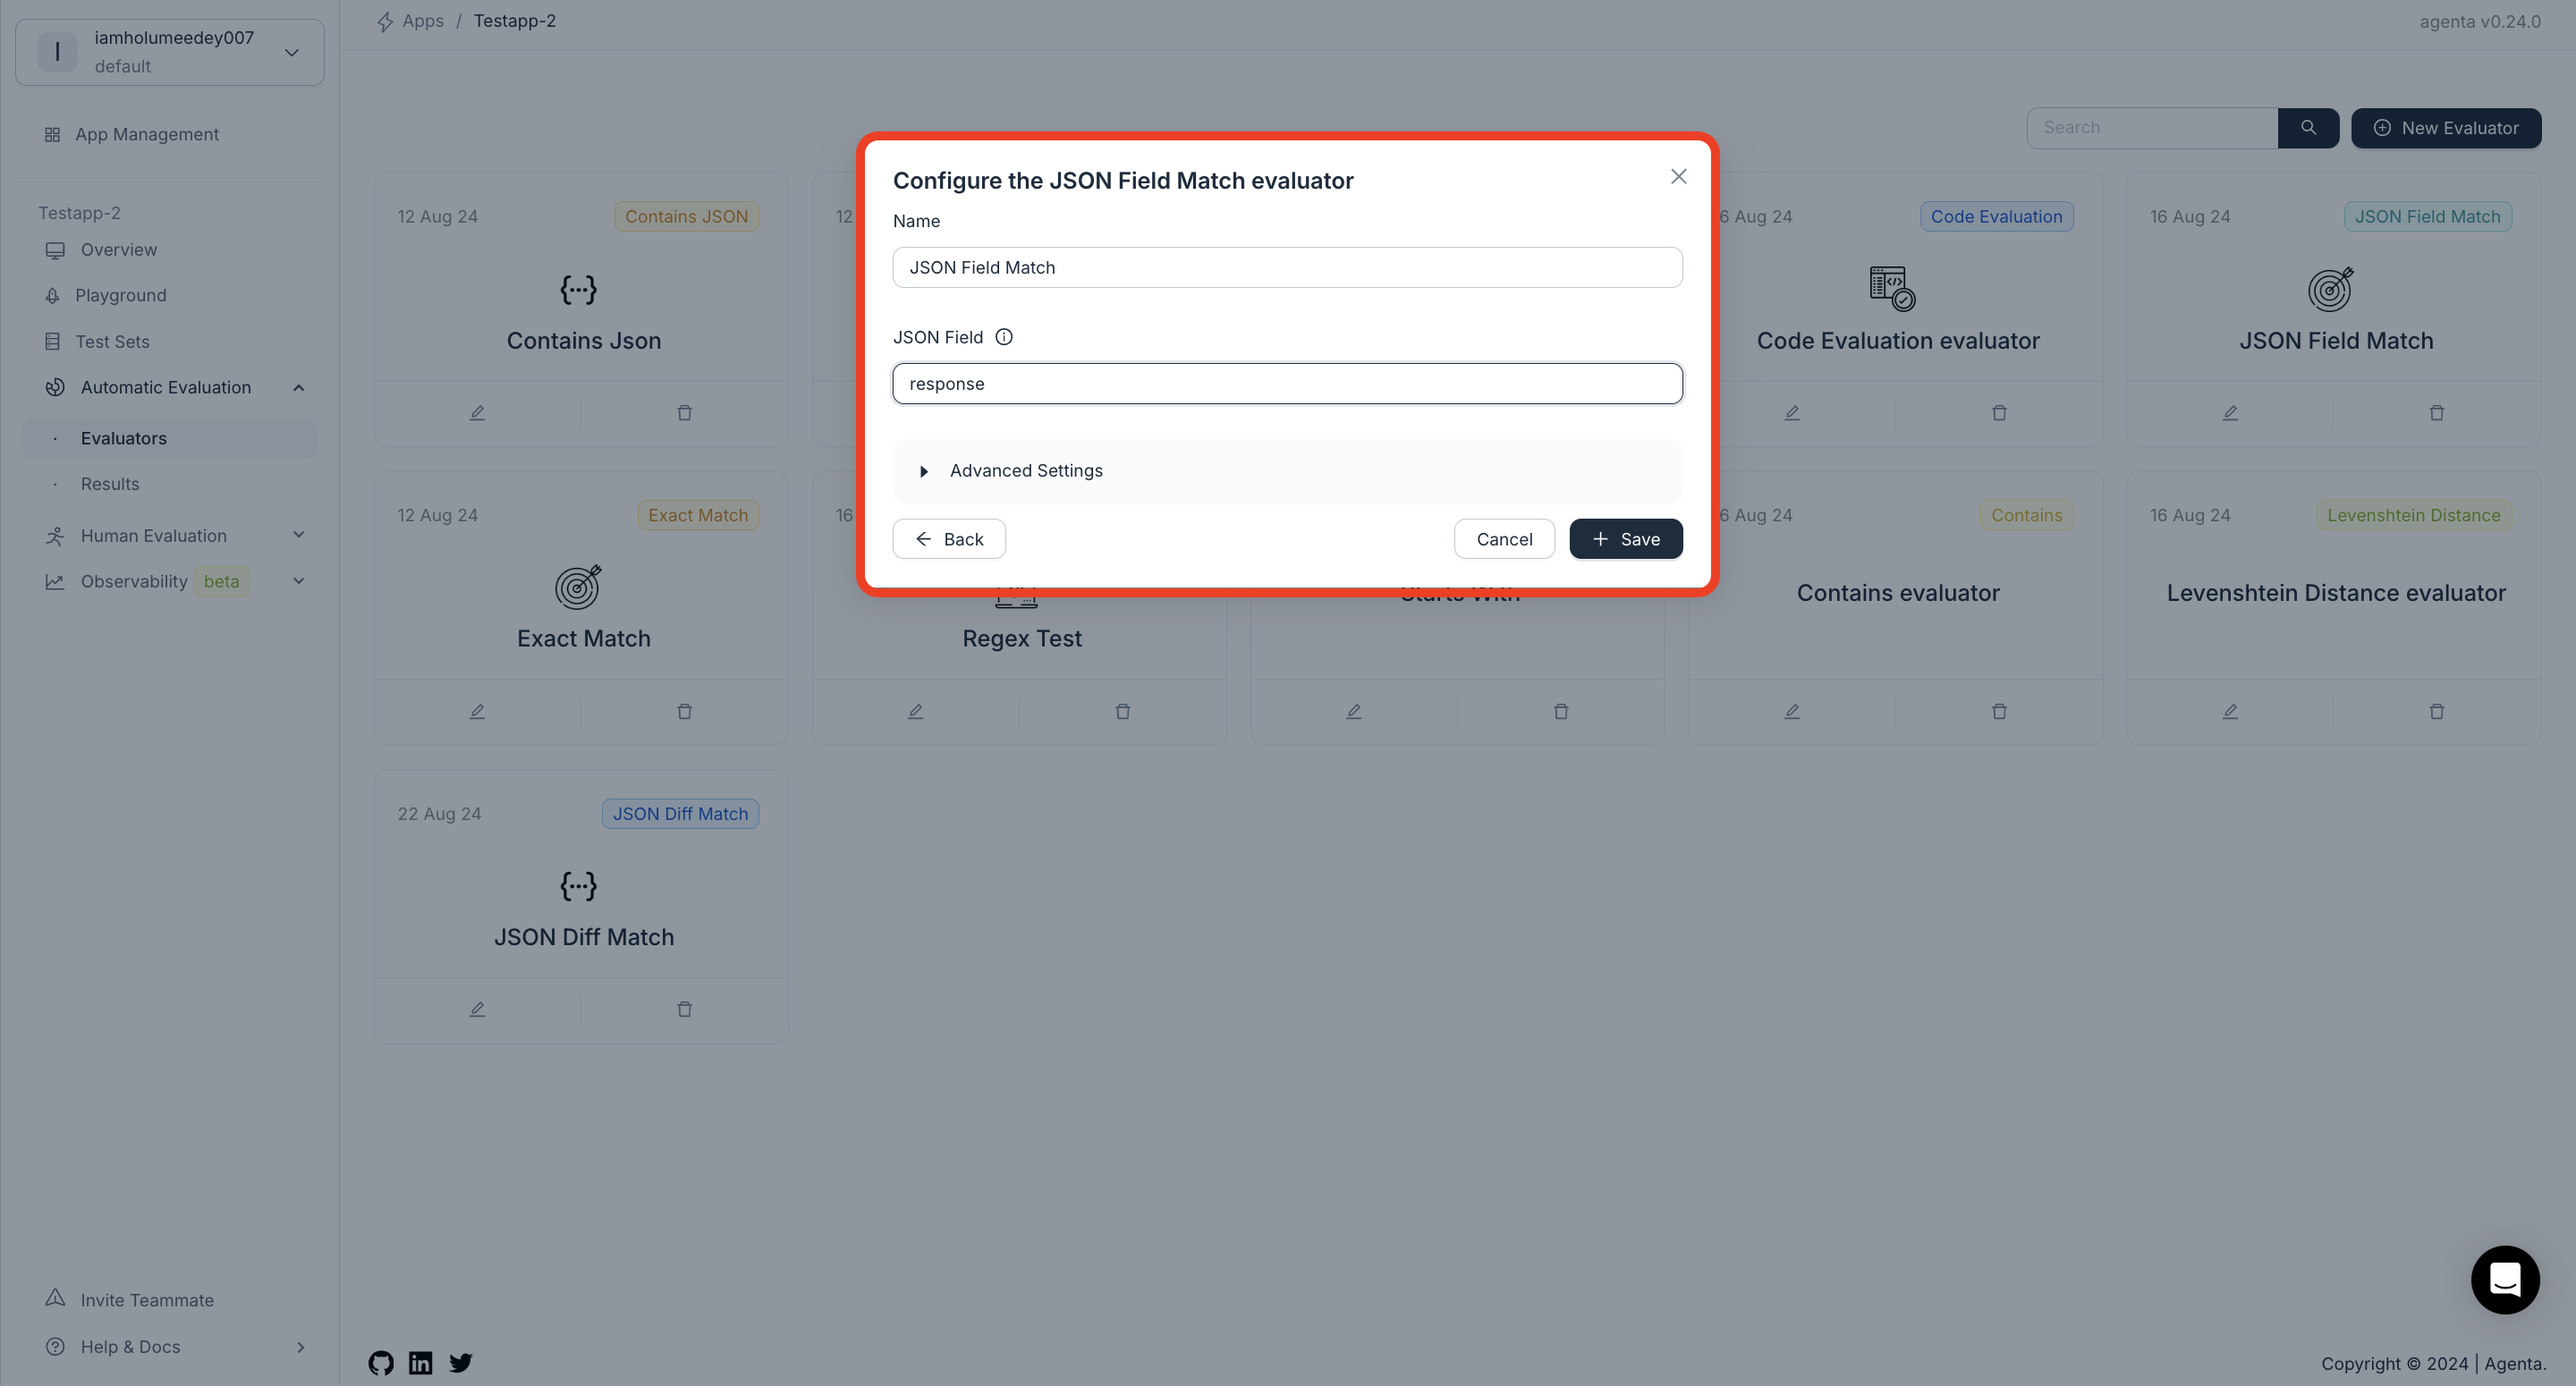 I
iamholumeedey007
default
App Management
Testapp-2
Overview
Playground
Test Sets
Automatic Evaluation
· Evaluators
· Results
Human Evaluation
Observability beta
Invite Teammate
Help & Docs
Apps / Testapp-2
agenta v0.24.0
Search
New Evaluator
12 Aug 24
Contains JSON
Contains Json
12
6 Aug 24
Code Evaluation
Code Evaluation evaluator
16 Aug 24
JSON Field Match
JSON Field Match
Configure the JSON Field Match evaluator
Name
JSON Field Match
JSON Field
response
Advanced Settings
Back
Cancel
Save
12 Aug 24
Exact Match
Exact Match
16
Regex Test
Starts With
6 Aug 24
Contains
Contains evaluator
16 Aug 24
Levenshtein Distance
Levenshtein Distance evaluator
22 Aug 24
JSON Diff Match
JSON Diff Match
Copyright © 2024 | Agenta.